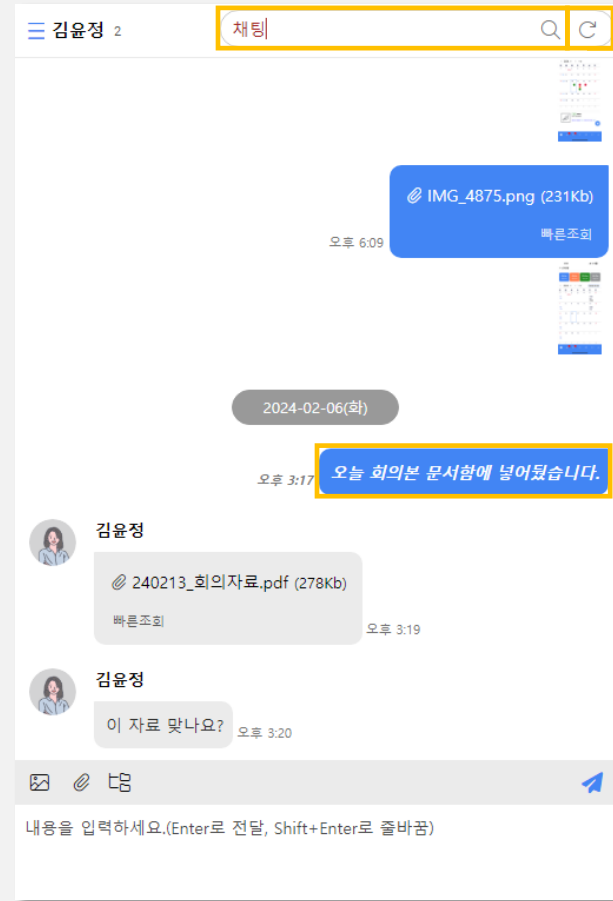 김윤정 2
채팅
IMG_4875.png (231Kb)
빠른조회
오후 6:09
2024-02-06(화)
오늘 회의본 문서함에 넣어뒀습니다.
오후 3:17
김윤정
240213_회의자료.pdf (278Kb)
빠른조회
오후 3:19
김윤정
이 자료 맞나요?
오후 3:20
내용을 입력하세요.(Enter로 전달, Shift+Enter로 줄바꿈)